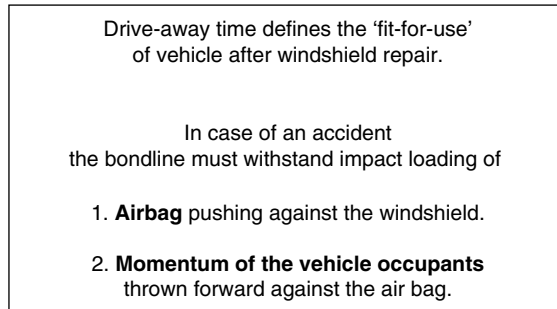 Drive-away time defines the ‘fit-for-use’
of vehicle after windshield repair.
In case of an accident
the bondline must withstand impact loading of
1. Airbag pushing against the windshield.
2. Momentum of the vehicle occupants
thrown forward against the air bag.